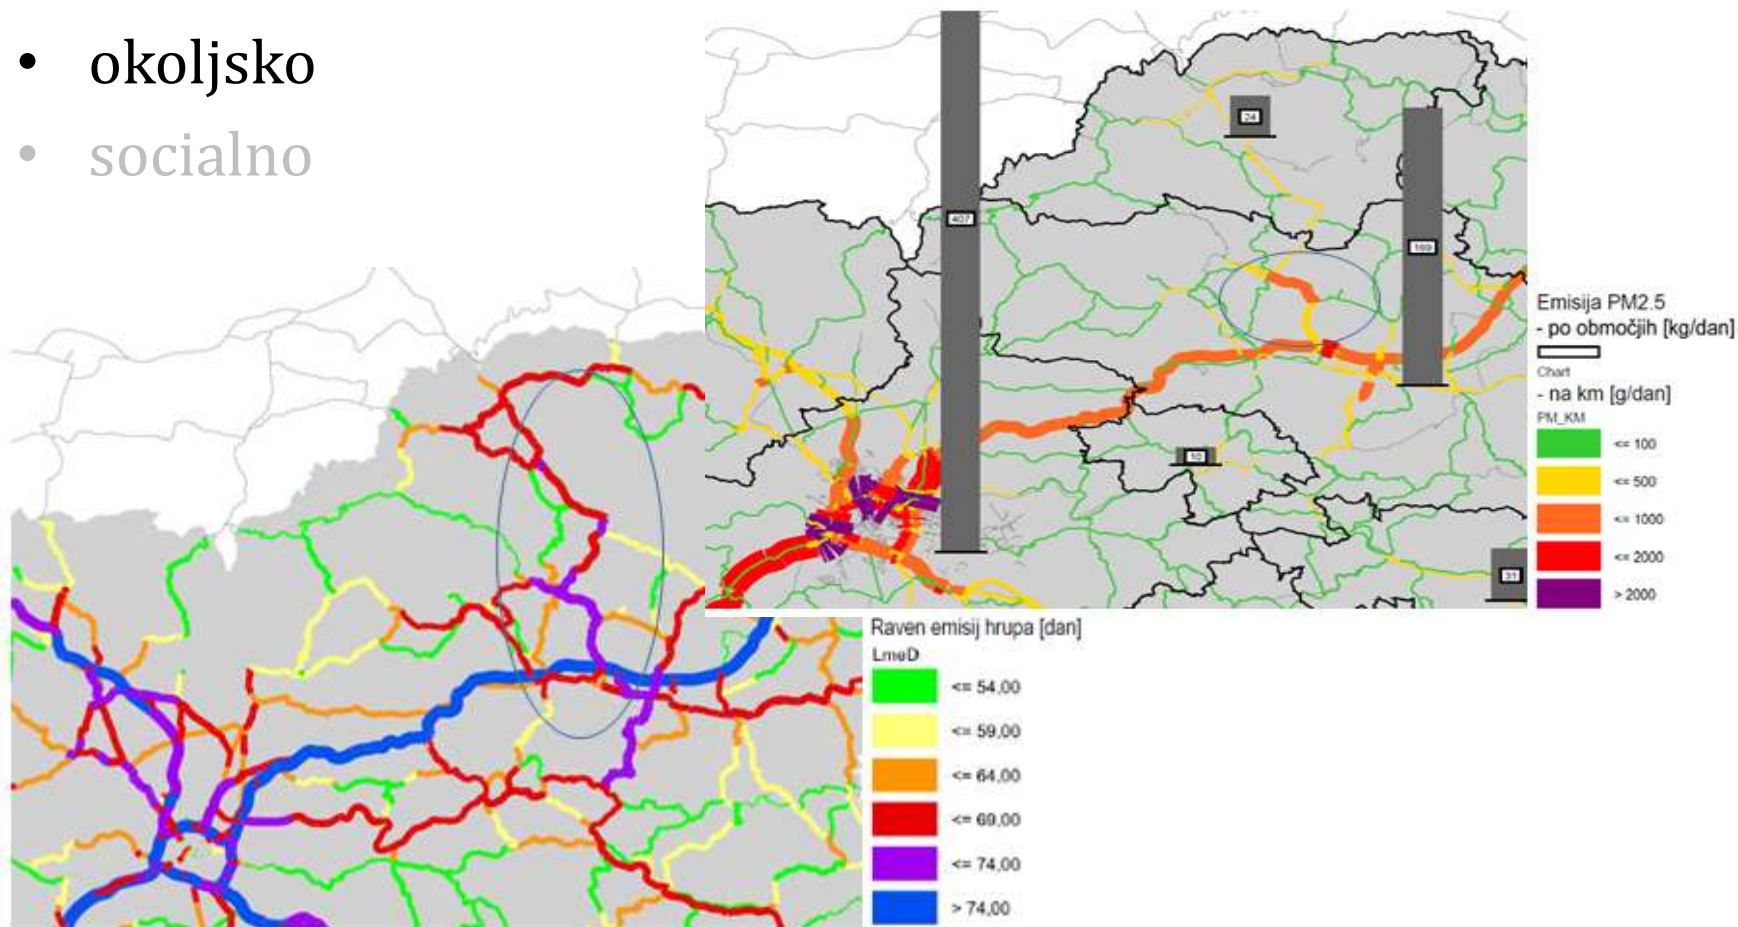 • okoljsko
• socialno
407
24
169
10
31
Emisija PM2.5
- po območjih [kg/dan]
Chart
- na km [g/dan]
PM_KM
<= 100
<= 500
<= 1000
<= 2000
> 2000
Raven emisij hrupa [dan]
LmeD
<= 54,00
<= 59,00
<= 64,00
<= 69,00
<= 74,00
> 74,00